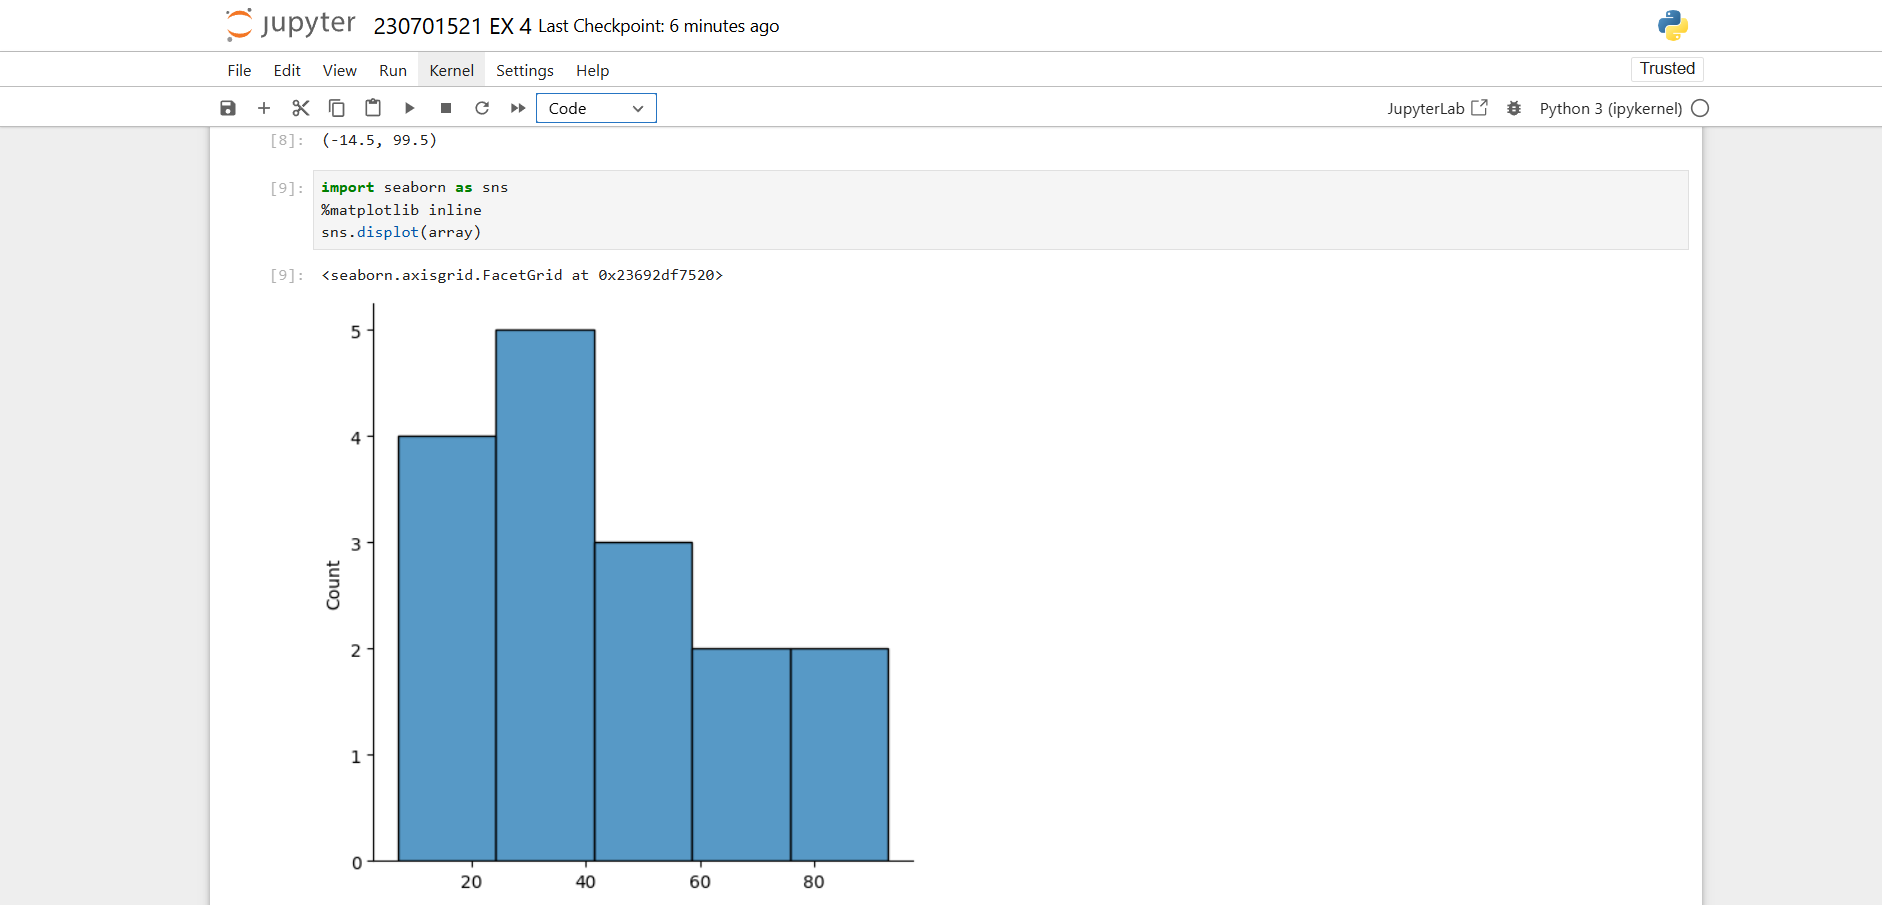 jupyter 230701521 EX 4 Last Checkpoint: 6 minutes ago
File Edit View Run Kernel Settings Help Trusted
Code JupyterLab Python 3 (ipykernel)
[8]: (-14.5, 99.5)
[9]: import seaborn as sns
%matplotlib inline
sns.displot(array)
[9]: <seaborn.axisgrid.FacetGrid at 0x23692df7520>
5
4
3
Count
2
1
0
20 40 60 80